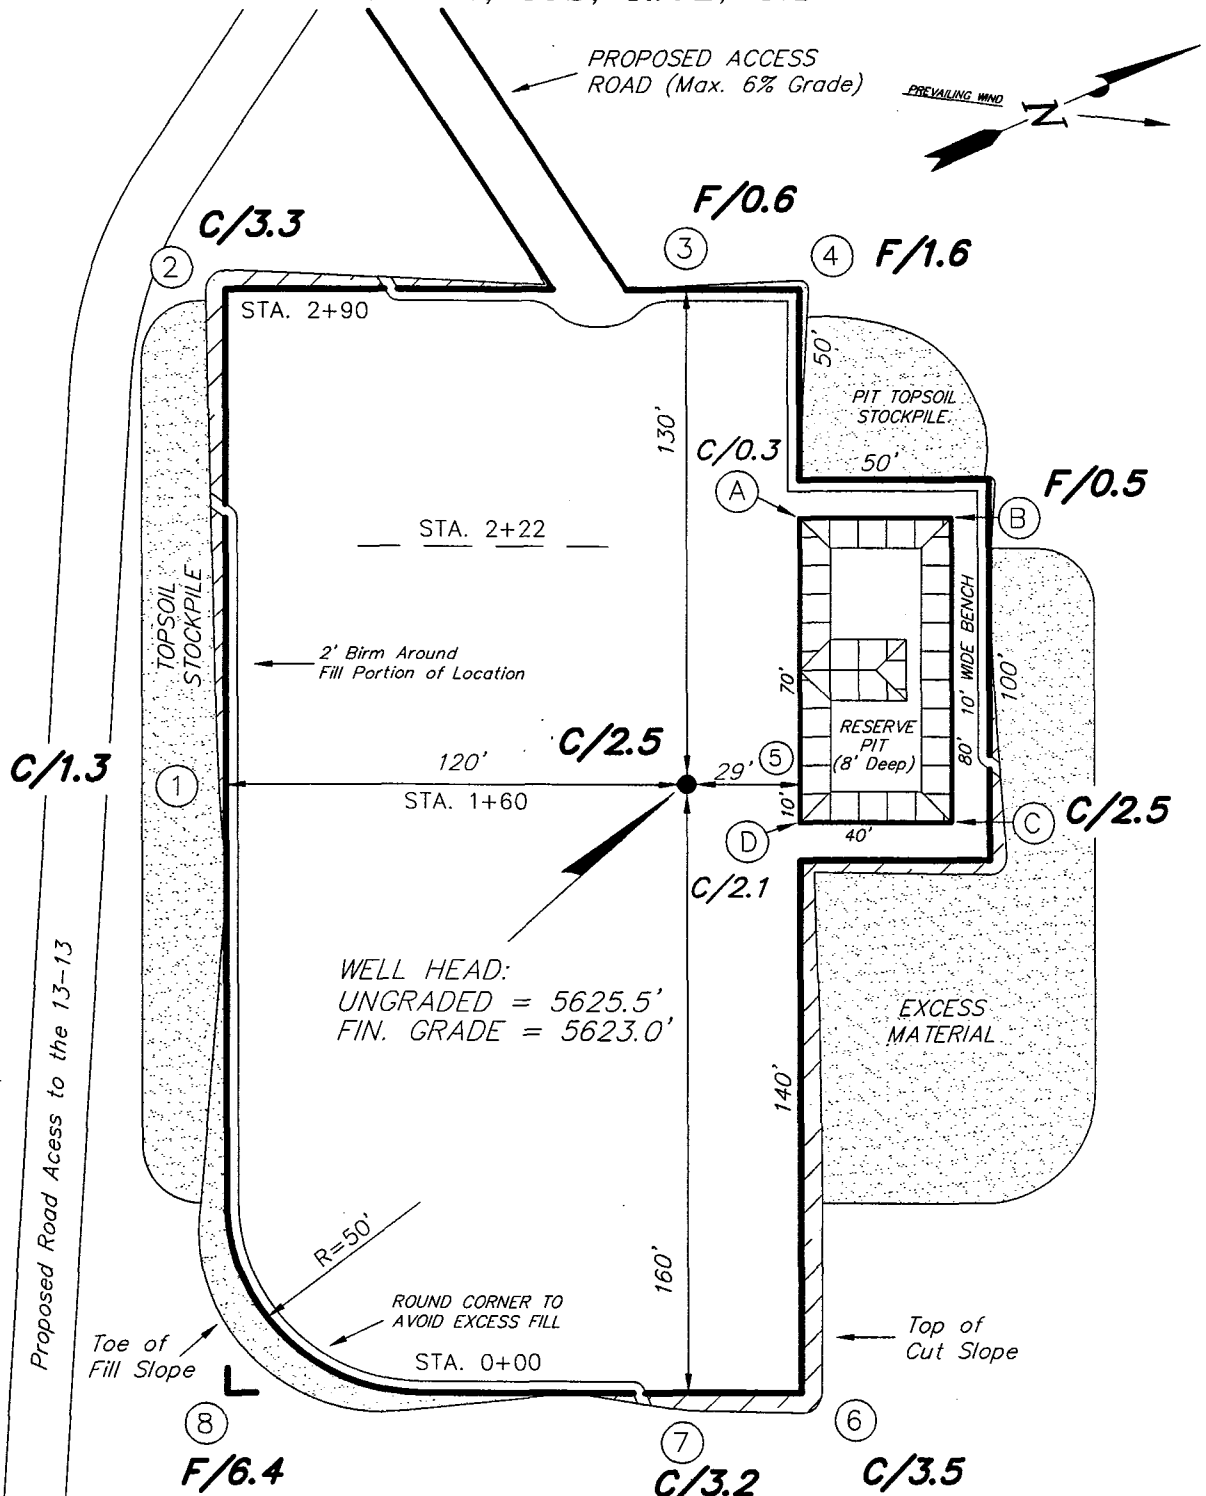 PROPOSED ACCESS
ROAD (Max. 6% Grade)
PREVAILING WIND
N
F/0.6
C/3.3
3
4
F/1.6
2
STA. 2+90
50'
PIT TOPSOIL
STOCKPILE
130'
C/0.3
50'
F/0.5
A
B
STA. 2+22
TOPSOIL
STOCKPILE
10' WIDE BENCH
2' Birm Around
Fill Portion of Location
70'
100'
RESERVE
PIT
(8' Deep)
80'
C/2.5
C/1.3
1
120'
29'
5
STA. 1+60
10'
C/2.5
40'
C
D
C/2.1
WELL HEAD:
UNGRADED = 5625.5'
FIN. GRADE = 5623.0'
EXCESS
MATERIAL
140'
Proposed Road Acess to the 13-13
R=50'
160'
ROUND CORNER TO
AVOID EXCESS FILL
Toe of
Fill Slope
Top of
Cut Slope
STA. 0+00
8
6
7
F/6.4
C/3.2
C/3.5